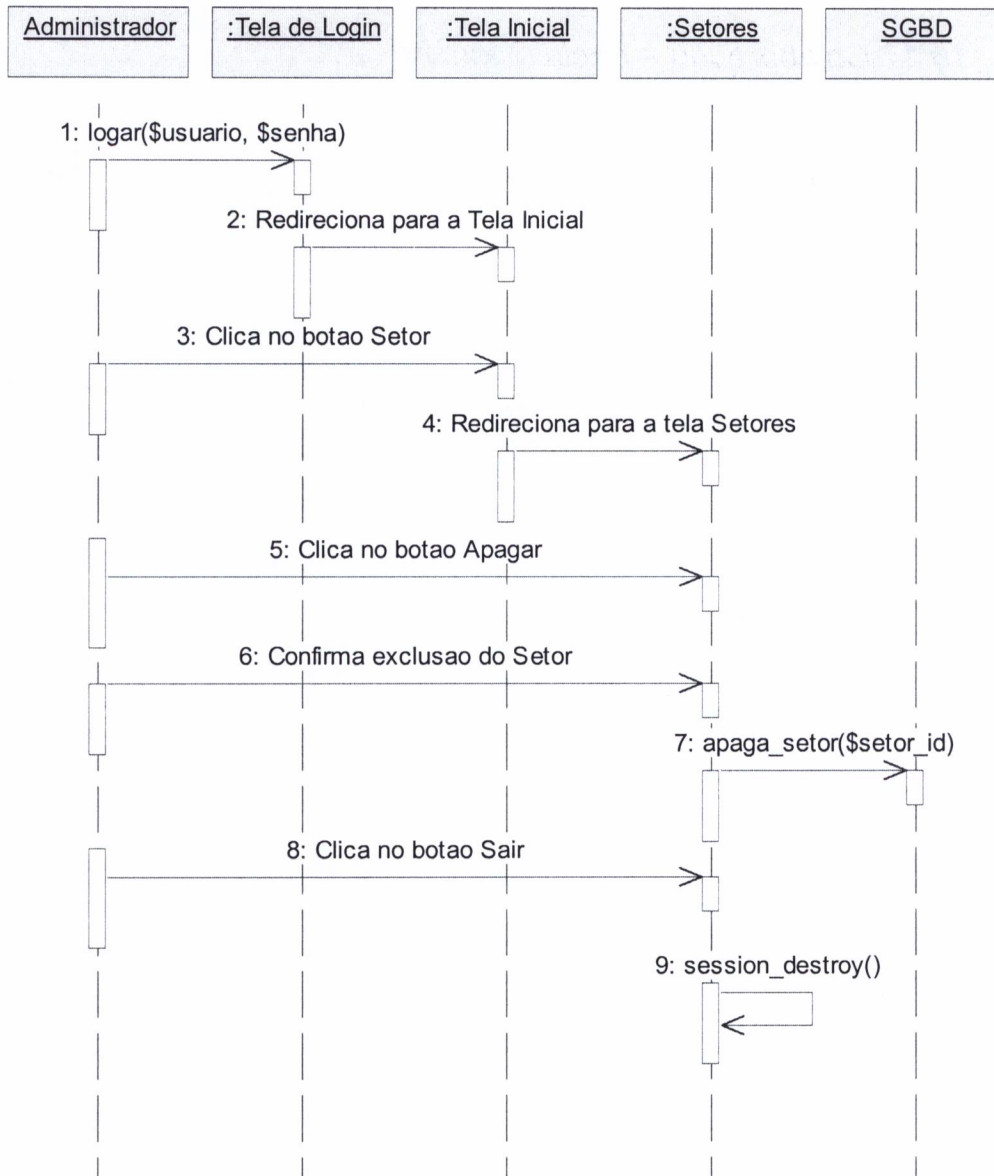 Administrador
:Tela de Login
:Tela Inicial
:Setores
SGBD
1: logar($usuario, $senha)
2: Redireciona para a Tela Inicial
3: Clica no botao Setor
4: Redireciona para a tela Setores
5: Clica no botao Apagar
6: Confirma exclusao do Setor
7: apaga_setor($setor_id)
8: Clica no botao Sair
9: session_destroy()